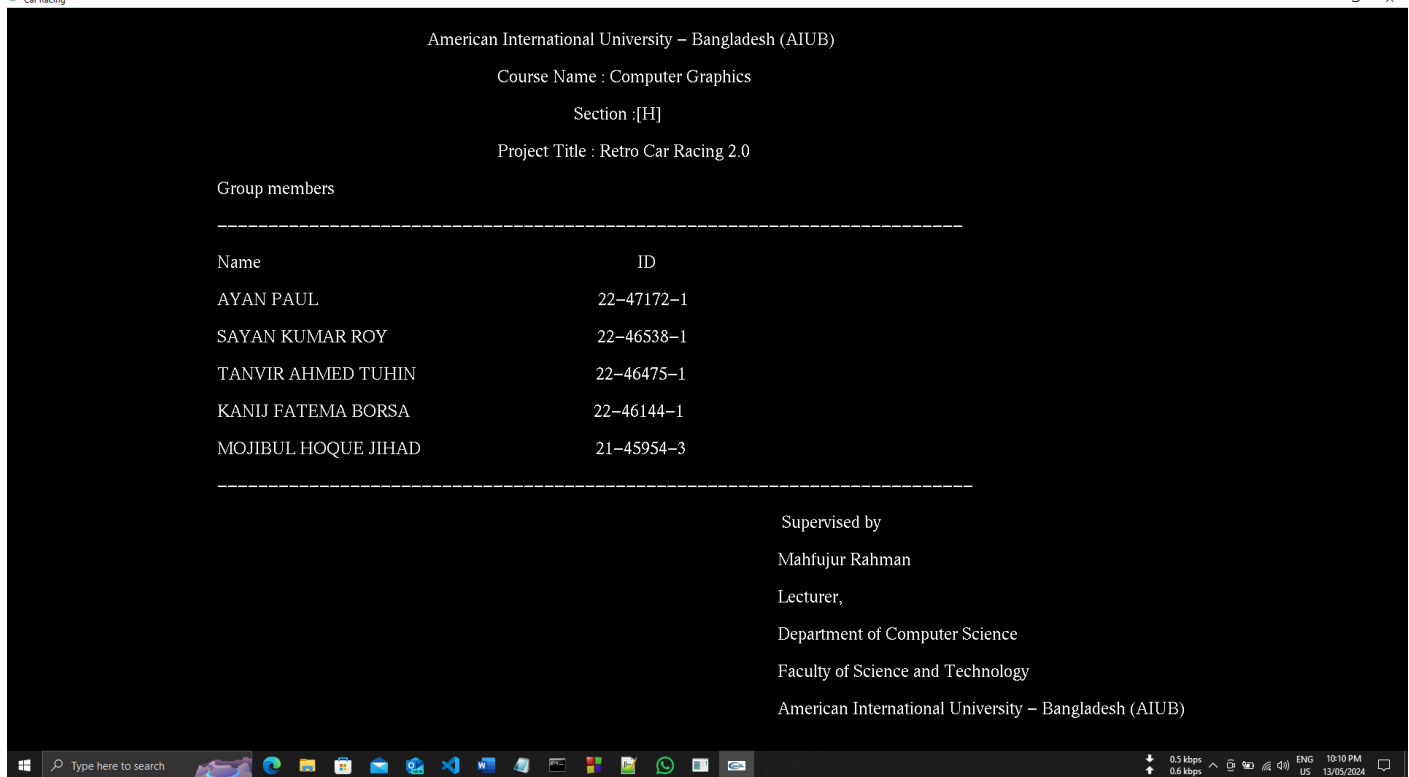 Car Racing
American International University – Bangladesh (AIUB)
Course Name : Computer Graphics
Section :[H]
Project Title : Retro Car Racing 2.0
Group members
Name ID
AYAN PAUL 22–47172–1
SAYAN KUMAR ROY 22–46538–1
TANVIR AHMED TUHIN 22–46475–1
KANIJ FATEMA BORSA 22–46144–1
MOJIBUL HOQUE JIHAD 21–45954–3
Supervised by
Mahfujur Rahman
Lecturer,
Department of Computer Science
Faculty of Science and Technology
American International University – Bangladesh (AIUB)
Type here to search
0.5 kbps ENG 10:10 PM
0.6 kbps US 13/05/2024